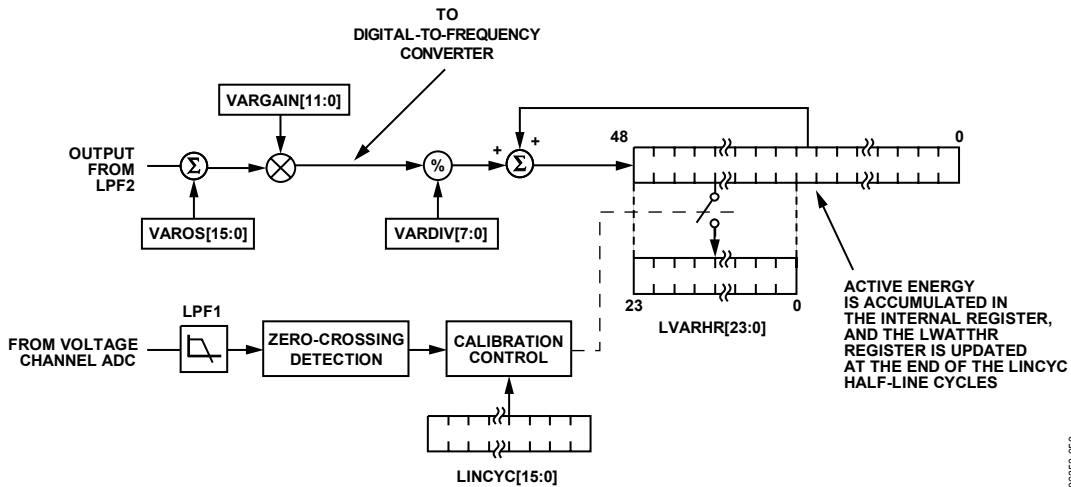 TO
DIGITAL-TO-FREQUENCY
CONVERTER
VARGAIN[11:0]
OUTPUT
FROM
LPF2
Σ
%
+
+
Σ
48
0
VAROS[15:0]
VARDIV[7:0]
23
0
LVARHR[23:0]
ACTIVE ENERGY
IS ACCUMULATED IN
THE INTERNAL REGISTER,
AND THE LWATTHR
REGISTER IS UPDATED
AT THE END OF THE LINCYC
HALF-LINE CYCLES
FROM VOLTAGE
CHANNEL ADC
LPF1
ZERO-CROSSING
DETECTION
CALIBRATION
CONTROL
LINCYC[15:0]